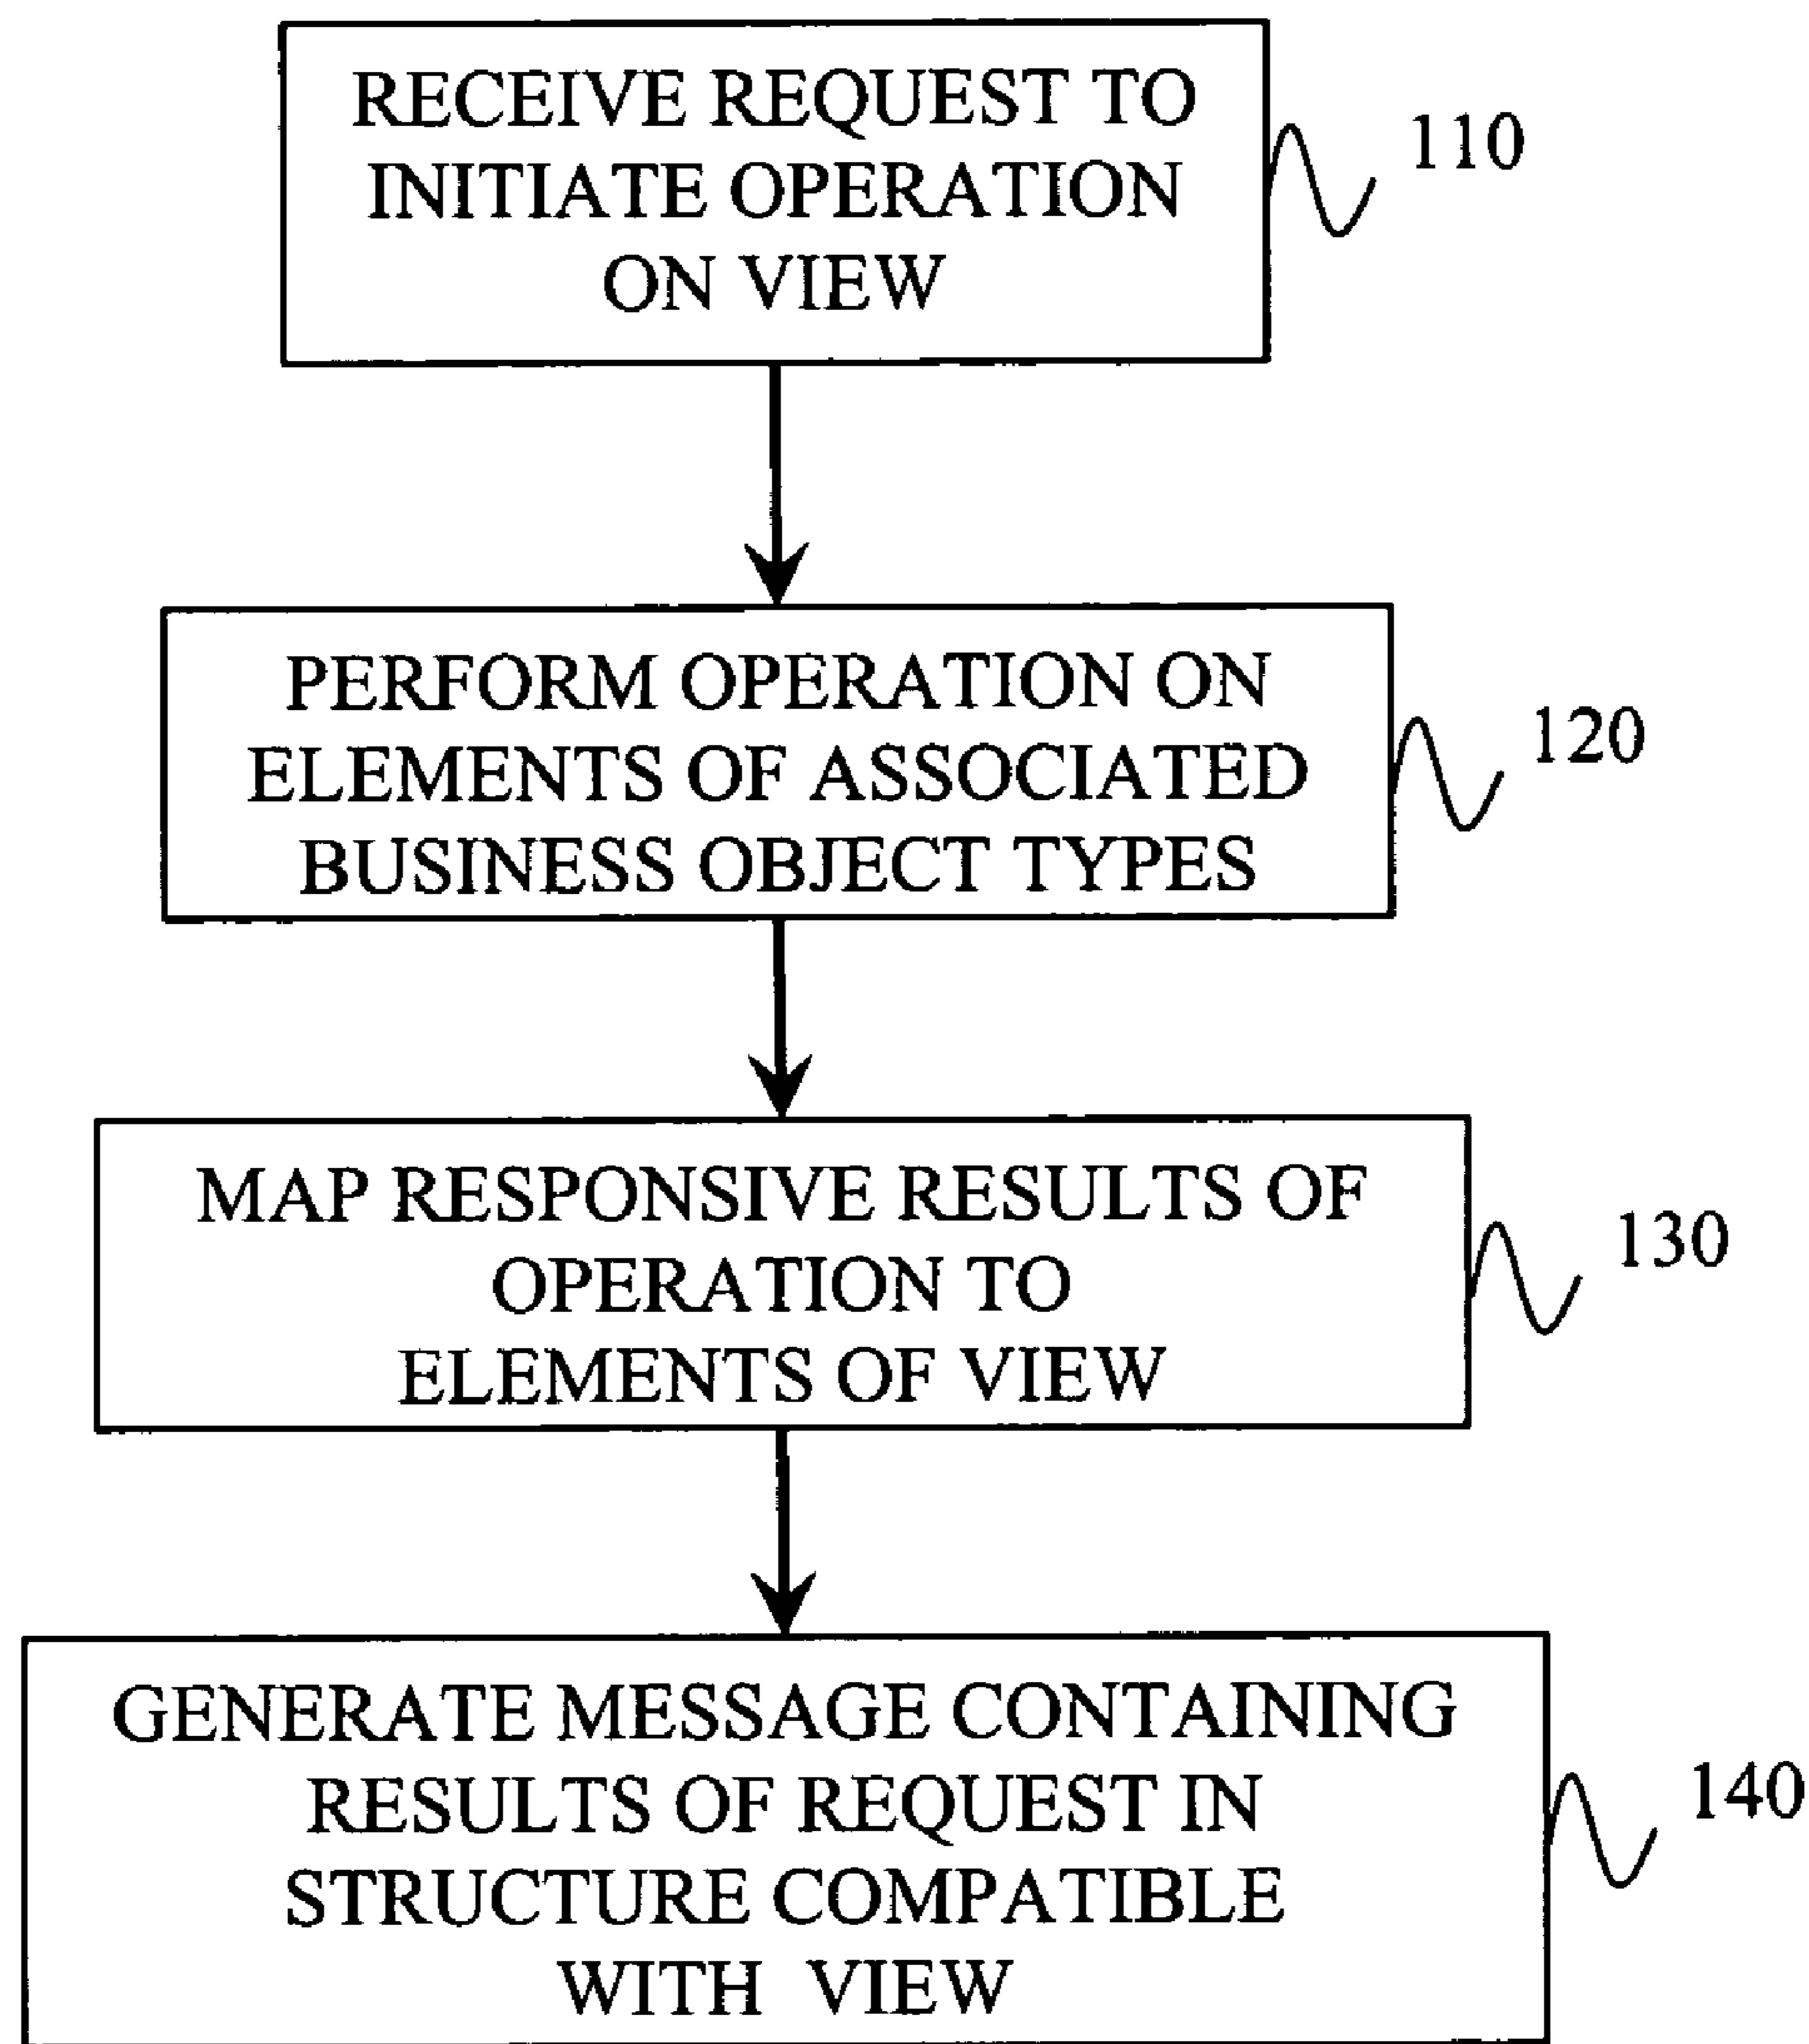 RECEIVE REQUEST TO
INITIATE OPERATION
ON VIEW
110
PERFORM OPERATION ON
ELEMENTS OF ASSOCIATED
BUSINESS OBJECT TYPES
120
MAP RESPONSIVE RESULTS OF
OPERATION TO
ELEMENTS OF VIEW
130
GENERATE MESSAGE CONTAINING
RESULTS OF REQUEST IN
STRUCTURE COMPATIBLE
WITH VIEW
140